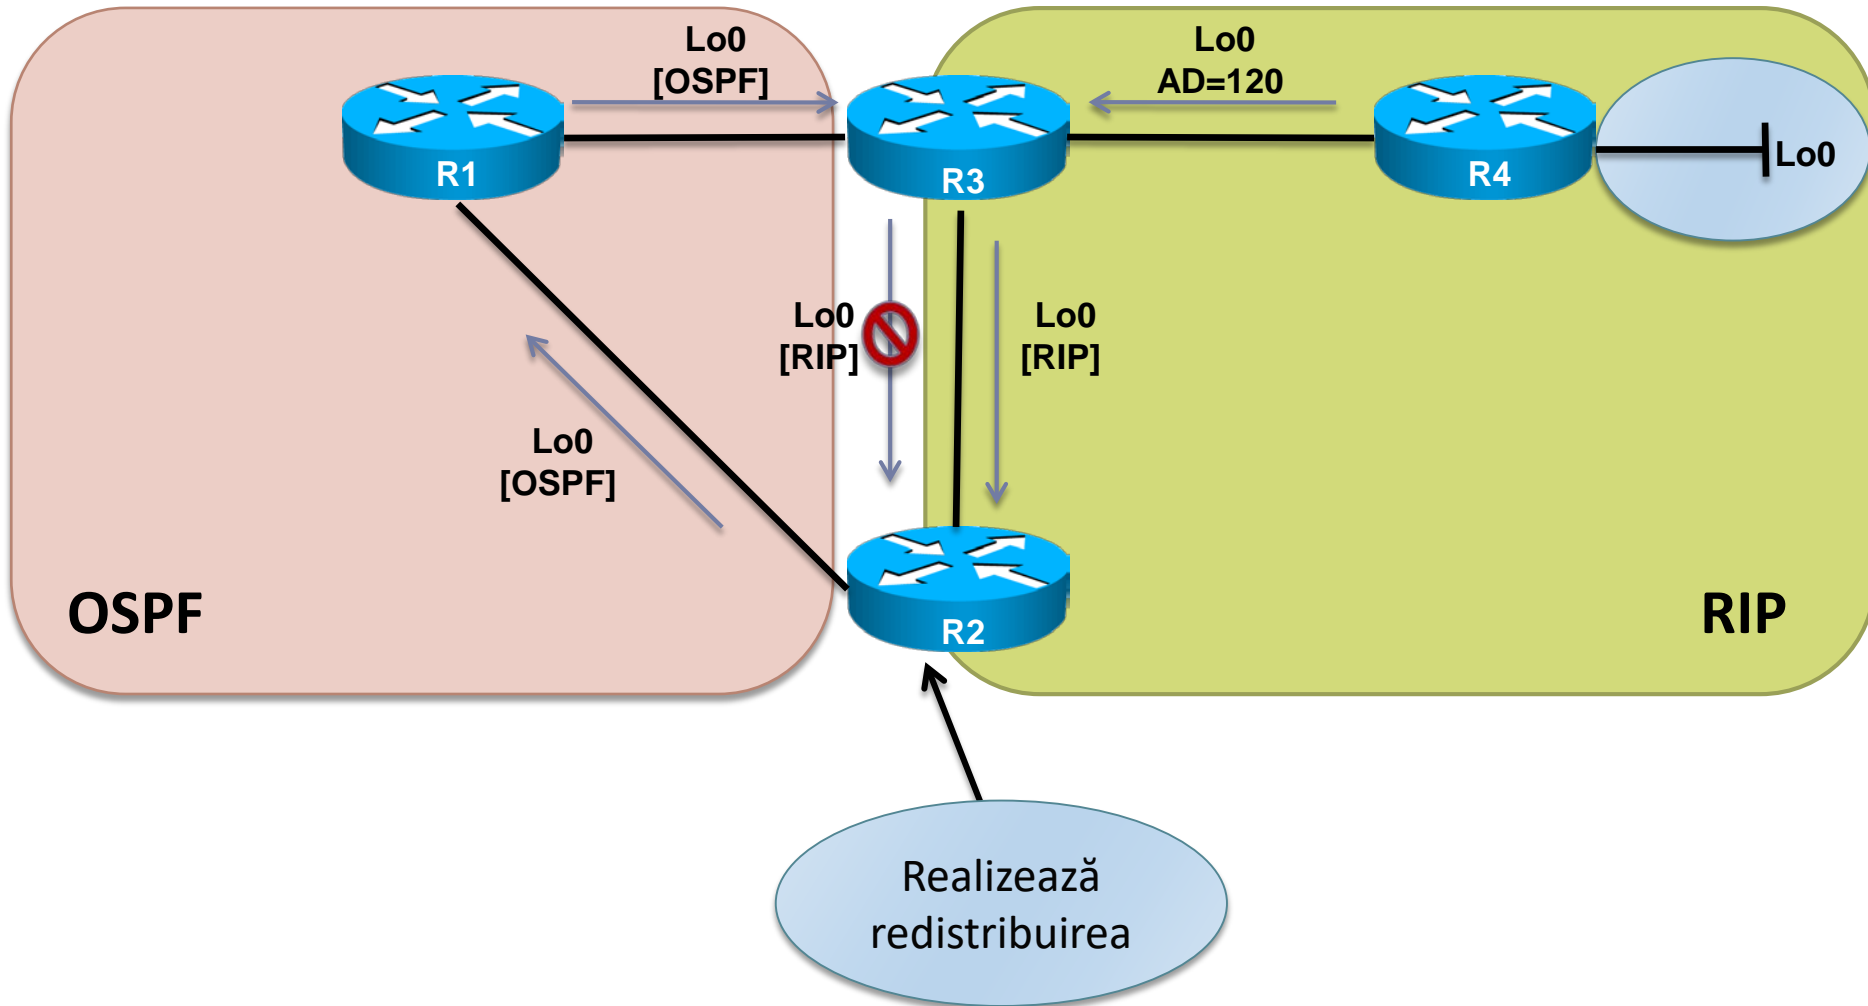 Lo0
[OSPF]
Lo0
AD=120
R1
R3
R4
Lo0
Lo0
[RIP]
Lo0
[RIP]
Lo0
[OSPF]
OSPF
R2
RIP
Realizează
redistribuirea